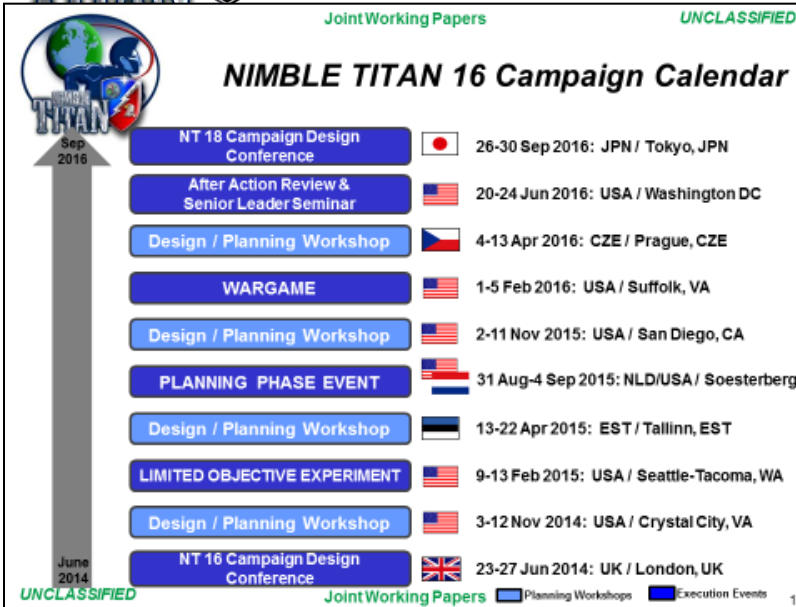 Joint Working Papers
UNCLASSIFIED
NIMBLE TITAN
NIMBLE TITAN 16 Campaign Calendar
Sep
2016
NT 18 Campaign Design
Conference
26-30 Sep 2016: JPN / Tokyo, JPN
After Action Review &
Senior Leader Seminar
20-24 Jun 2016: USA / Washington DC
Design / Planning Workshop
4-13 Apr 2016: CZE / Prague, CZE
WARGAME
1-5 Feb 2016: USA / Suffolk, VA
Design / Planning Workshop
2-11 Nov 2015: USA / San Diego, CA
PLANNING PHASE EVENT
31 Aug-4 Sep 2015: NLD/USA / Soesterberg
Design / Planning Workshop
13-22 Apr 2015: EST / Tallinn, EST
LIMITED OBJECTIVE EXPERIMENT
9-13 Feb 2015: USA / Seattle-Tacoma, WA
Design / Planning Workshop
3-12 Nov 2014: USA / Crystal City, VA
June
2014
NT 16 Campaign Design
Conference
23-27 Jun 2014: UK / London, UK
UNCLASSIFIED
Joint Working Papers
Planning Workshops
Execution Events
1